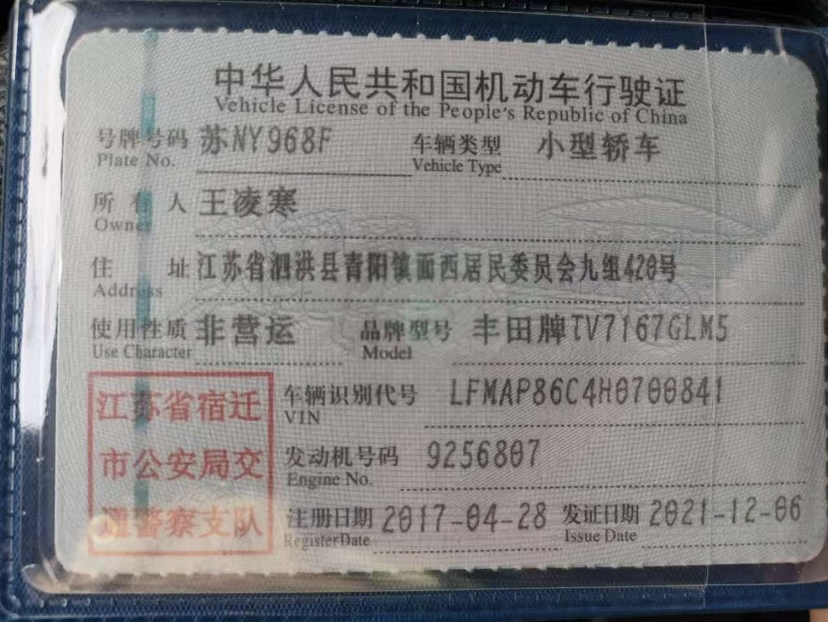 中华人民共和国机动车行驶证
Vehicle License of the People's Republic of China
号牌号码 苏NY968F 车辆类型 小型轿车
Plate No. Vehicle Type
所有人 王凌寒
Owner
住址 江苏省泗洪县青阳镇面西居民委员会九组420号
Address
使用性质 非营运 品牌型号 丰田牌TV7167GLM5
Use Character Model
江苏省宿迁 车辆识别代号 LFMAP86C4H0700841
VIN
市公安局交 发动机号码 9256807
Engine No.
通警察支队 注册日期 2017-04-28 发证日期 2021-12-06
Register Date Issue Date